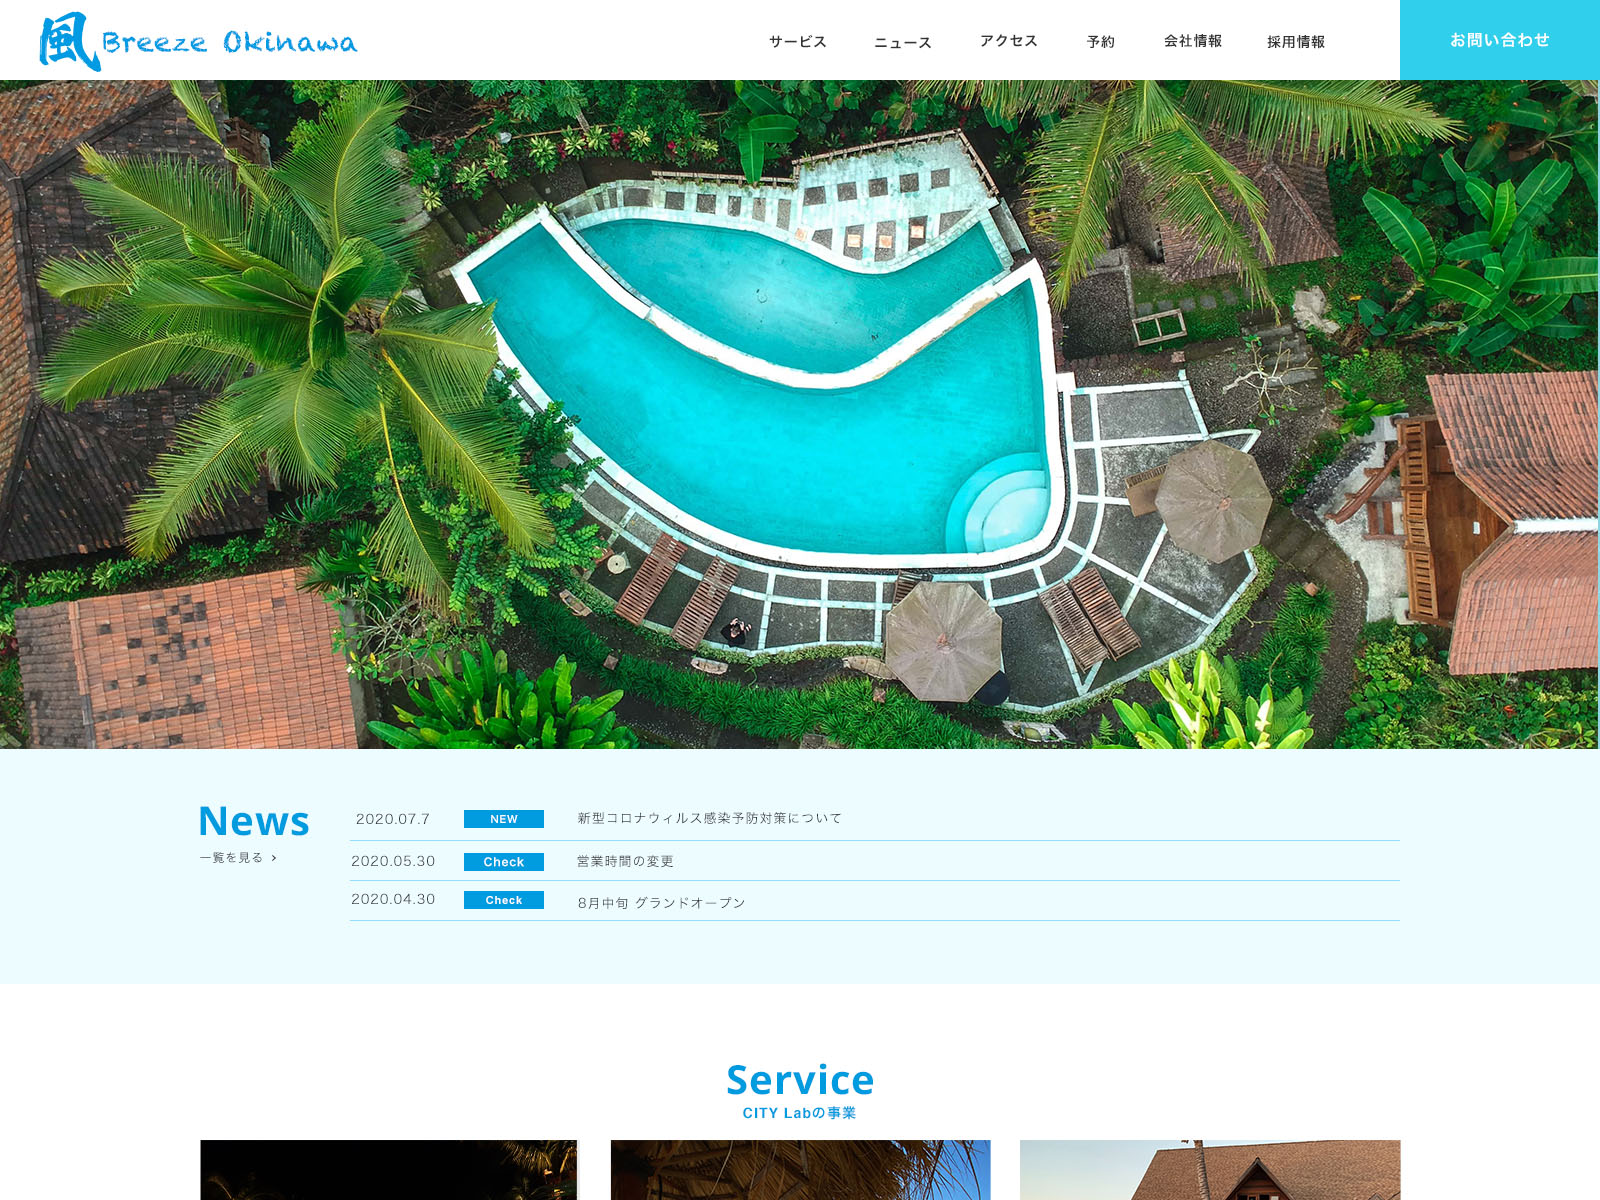 風 Breeze Okinawa
サービス
ニュース
アクセス
予約
会社情報
採用情報
お問い合わせ
News
一覧を見る >
2020.07.7 NEW 新型コロナウィルス感染予防対策について
2020.05.30 Check 営業時間の変更
2020.04.30 Check 8月中旬 グランドオープン
Service
CITY Labの事業